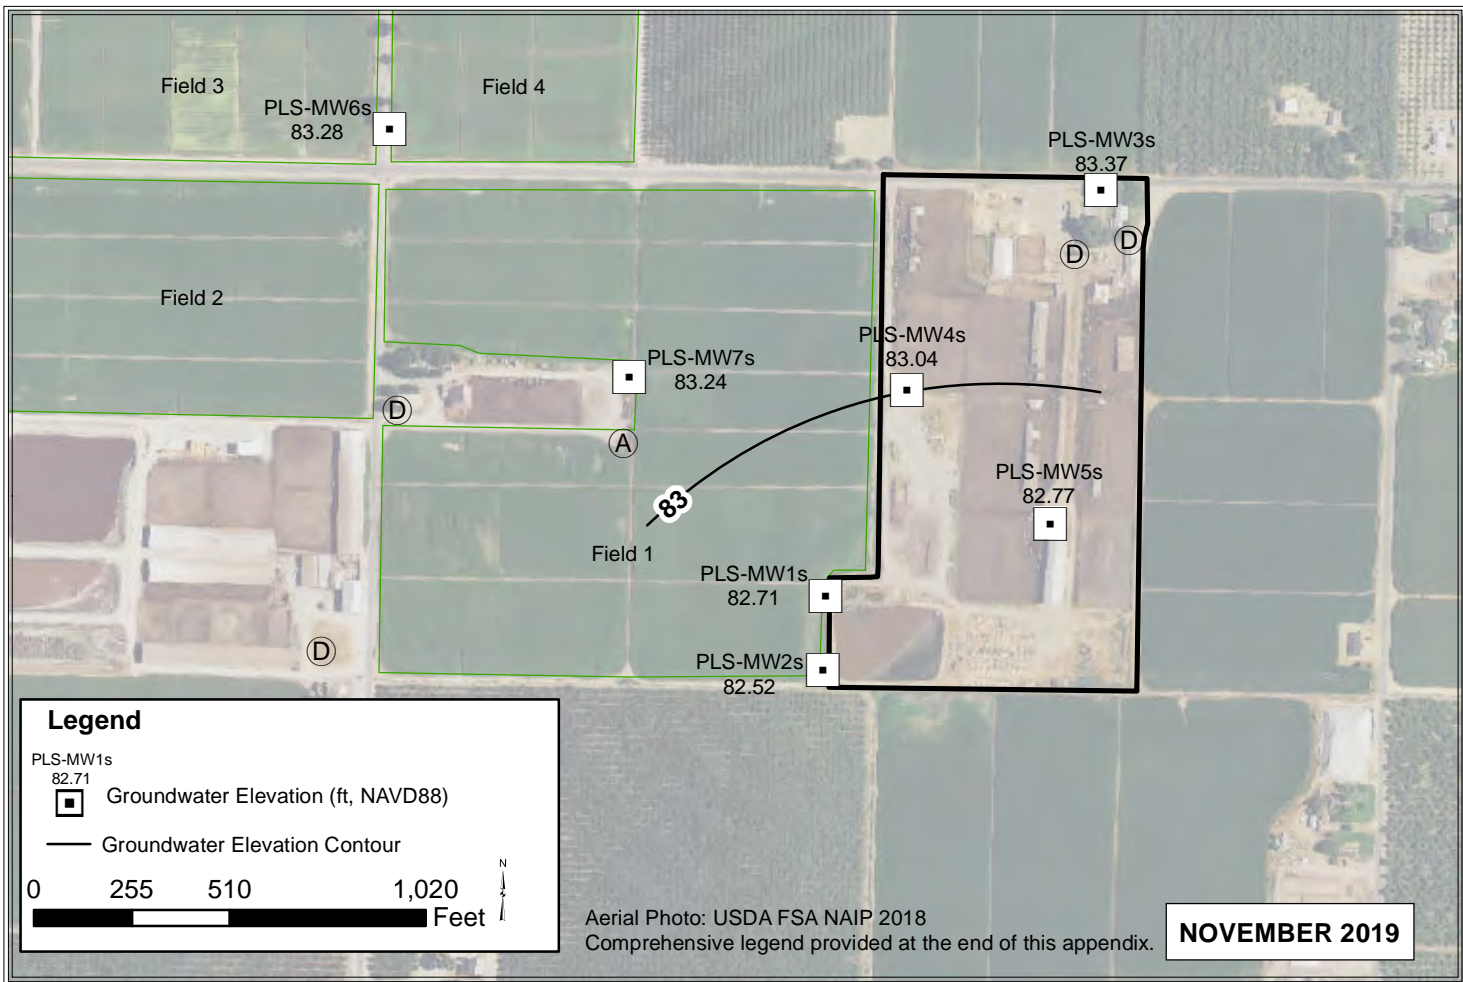 Field 3
Field 4
PLS-MW6s
83.28
PLS-MW3s
83.37
D
D
Field 2
PLS-MW4s
83.04
PLS-MW7s
83.24
D
A
PLS-MW5s
82.77
83
Field 1
PLS-MW1s
82.71
D
PLS-MW2s
82.52
Legend
PLS-MW1s
82.71
Groundwater Elevation (ft, NAVD88)
Groundwater Elevation Contour
N
0 255 510 1,020
Feet
Aerial Photo: USDA FSA NAIP 2018
Comprehensive legend provided at the end of this appendix.
NOVEMBER 2019